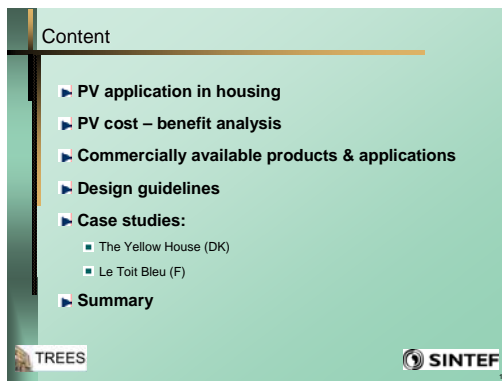 Content
PV application in housing
PV cost – benefit analysis
Commercially available products & applications
Design guidelines
Case studies:
The Yellow House (DK)
Le Toit Bleu (F)
Summary
TREES
SINTEF